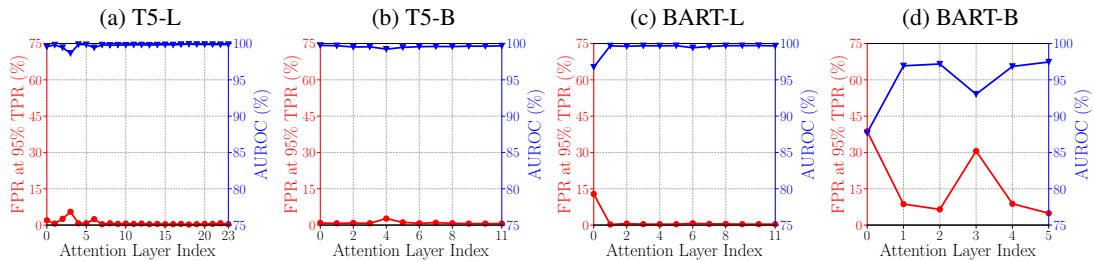 (a) T5-L
FPR at 95% TPR (%)
75
60
45
30
15
0
100
95
90
85
80
75
AUROC (%)
0 5 10 15 20 23
Attention Layer Index
(b) T5-B
FPR at 95% TPR (%)
75
60
45
30
15
0
100
95
90
85
80
75
AUROC (%)
0 2 4 6 8 11
Attention Layer Index
(c) BART-L
FPR at 95% TPR (%)
75
60
45
30
15
0
100
95
90
85
80
75
AUROC (%)
0 2 4 6 8 11
Attention Layer Index
(d) BART-B
FPR at 95% TPR (%)
75
60
45
30
15
0
100
95
90
85
80
75
AUROC (%)
0 1 2 3 4 5
Attention Layer Index